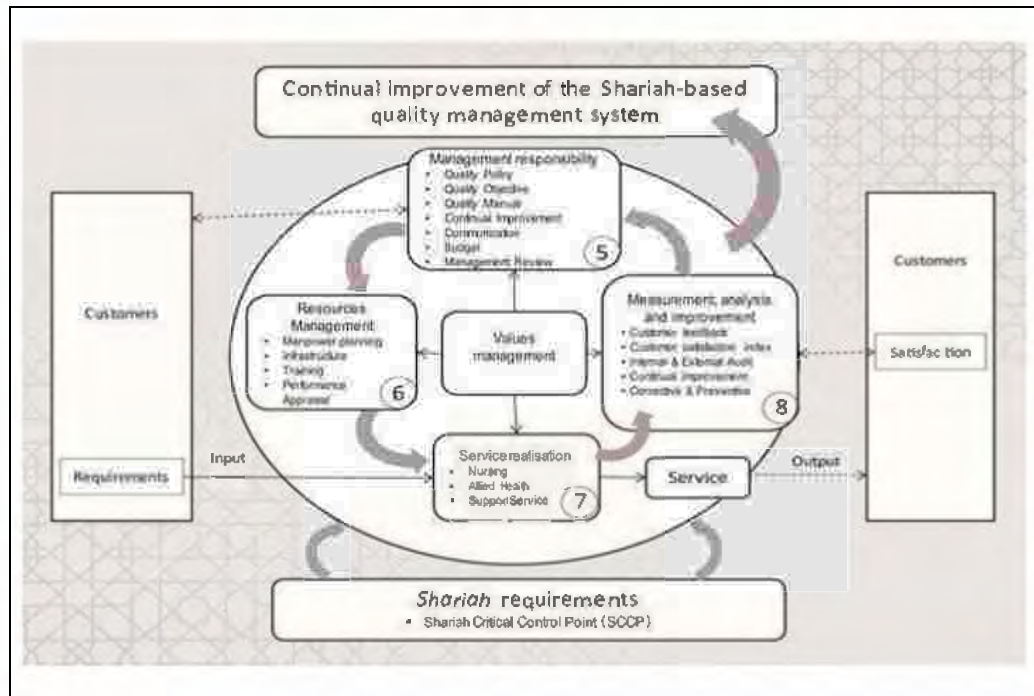 Continual Improvement of the Shariah-based
quality management system
Management responsibility
• Quality Policy
• Quality Objective
• Quality Manual
• Continual Improvement
• Communication
• Budget
• Management Review
5
Customers
Requirements
Resources
Management
• Manpower planning
• Infrastructure
• Training
• Performance
Appraisal
6
Values
management
Measurement, analysis
and improvement
• Customer feedback
• Customer satisfaction index
• Internal & External Audit
• Continual improvement
• Corrective & Preventive
8
Customers
Satisfaction
Input
Service realisation
• Nursing
• Allied Health
• Support Service
7
Service
Output
Shariah requirements
• Shariah Critical Control Point (SCCP)